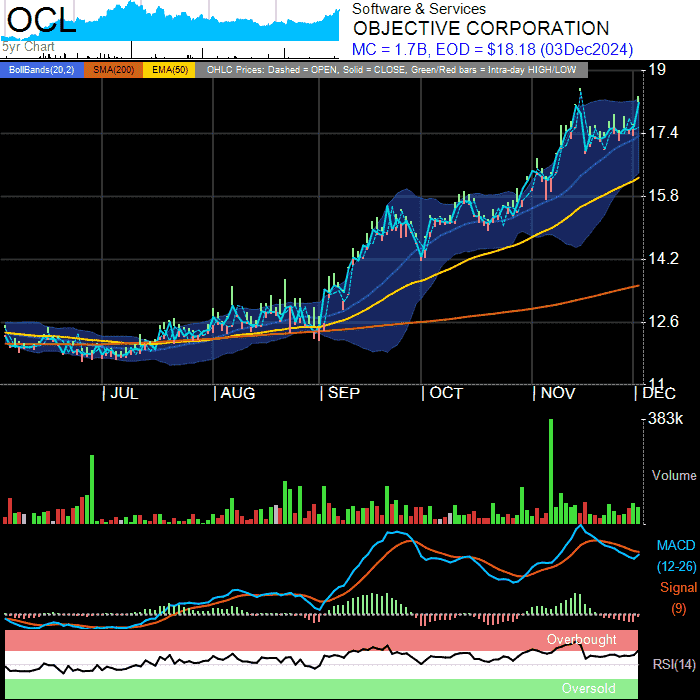 OCL
5yr Chart
Software & Services
OBJECTIVE CORPORATION
MC = 1.7B, EOD = $18.18 (03Dec2024)
BollBands(20,2) SMA(200) EMA(50) OHLC Prices: Dashed = OPEN, Solid = CLOSE, Green/Red bars = Intra-day HIGH/LOW
19
17.4
15.8
14.2
12.6
11
JUL AUG SEP OCT NOV DEC
383k
Volume
MACD
(12-26)
Signal
(9)
Overbought
RSI(14)
Oversold